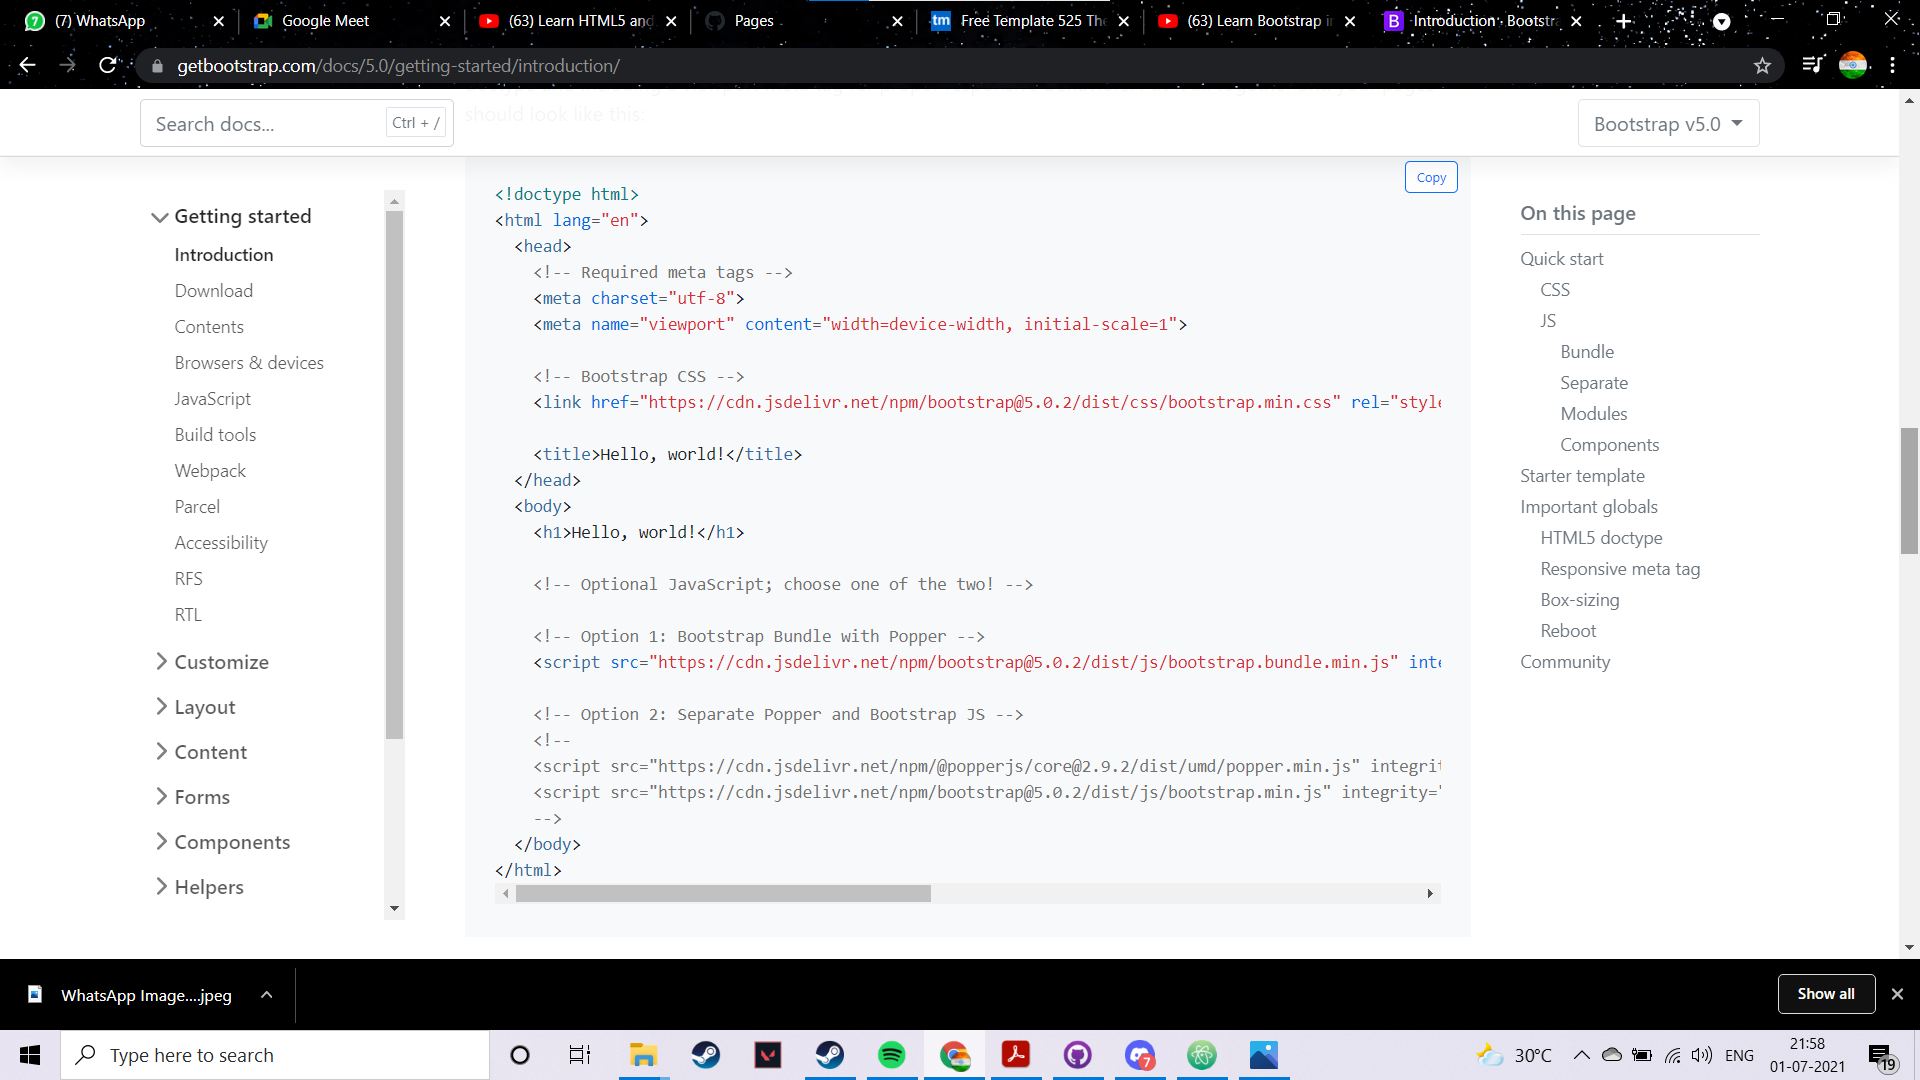 (7) WhatsApp
Google Meet
(63) Learn HTML5 and
Pages
Free Template 525 The
(63) Learn Bootstrap in
Introduction · Bootstra
getbootstrap.com/docs/5.0/getting-started/introduction/
Search docs...
Ctrl + /
should look like this:
Bootstrap v5.0
Getting started
Introduction
Download
Contents
Browsers & devices
JavaScript
Build tools
Webpack
Parcel
Accessibility
RFS
RTL
Customize
Layout
Content
Forms
Components
Helpers
Copy
<!doctype html>
<html lang="en">
<head>
<!-- Required meta tags -->
<meta charset="utf-8">
<meta name="viewport" content="width=device-width, initial-scale=1">
<!-- Bootstrap CSS -->
<link href="https://cdn.jsdelivr.net/npm/bootstrap@5.0.2/dist/css/bootstrap.min.css" rel="style
<title>Hello, world!</title>
</head>
<body>
<h1>Hello, world!</h1>
<!-- Optional JavaScript; choose one of the two! -->
<!-- Option 1: Bootstrap Bundle with Popper -->
<script src="https://cdn.jsdelivr.net/npm/bootstrap@5.0.2/dist/js/bootstrap.bundle.min.js" inte
<!-- Option 2: Separate Popper and Bootstrap JS -->
<!--
<script src="https://cdn.jsdelivr.net/npm/@popperjs/core@2.9.2/dist/umd/popper.min.js" integrit
<script src="https://cdn.jsdelivr.net/npm/bootstrap@5.0.2/dist/js/bootstrap.min.js" integrity="
-->
</body>
</html>
On this page
Quick start
CSS
JS
Bundle
Separate
Modules
Components
Starter template
Important globals
HTML5 doctype
Responsive meta tag
Box-sizing
Reboot
Community
WhatsApp Image....jpeg
Show all
Type here to search
7
30°C
ENG
21:58
01-07-2021
19